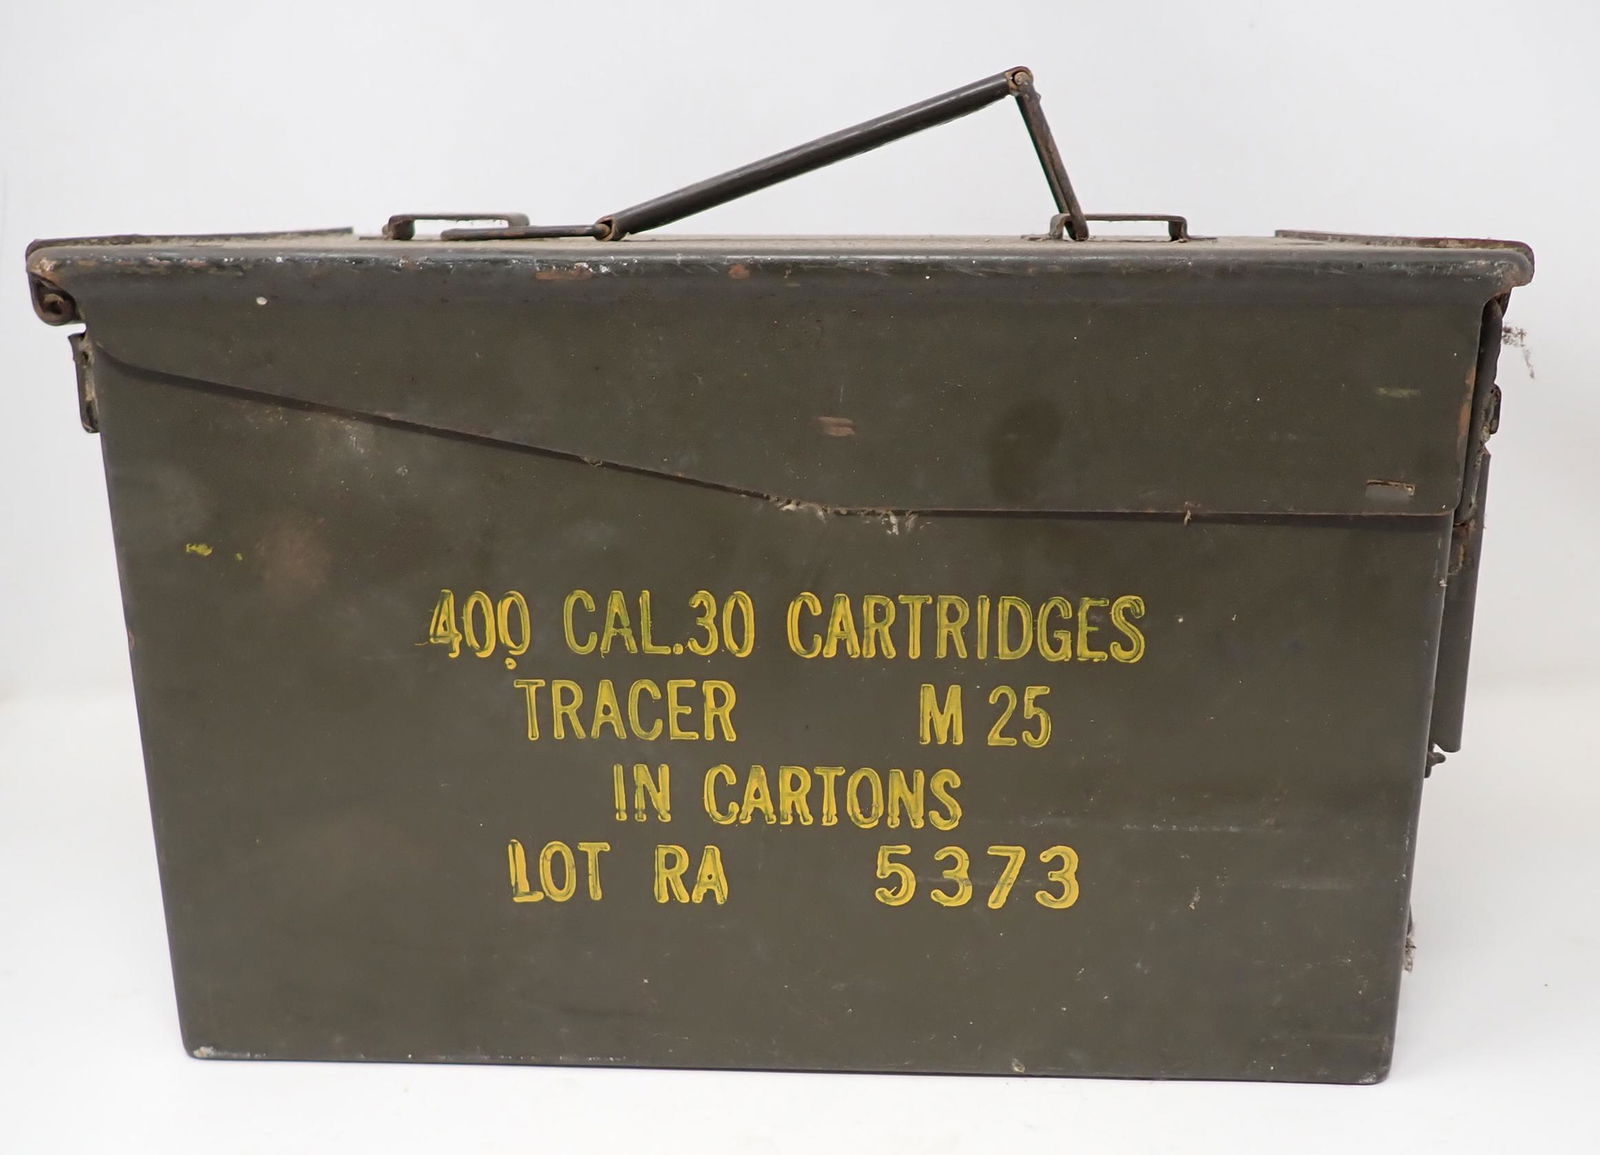 400 CAL.30 CARTRIDGES
TRACER M 25
IN CARTONS
LOT RA 5373